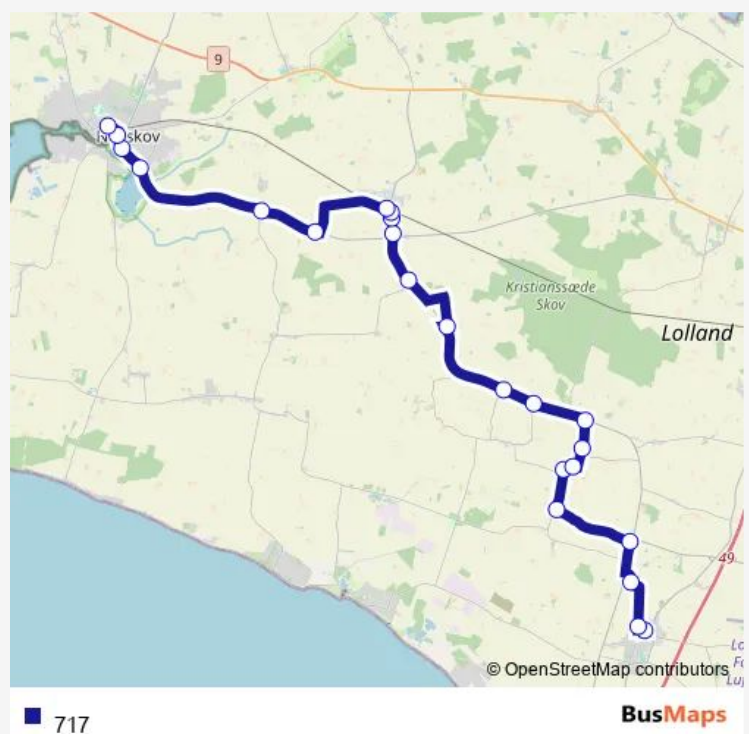 9
Kristianssæde
Skov
Lolland
49
© OpenStreetMap contributors
717
BusMaps